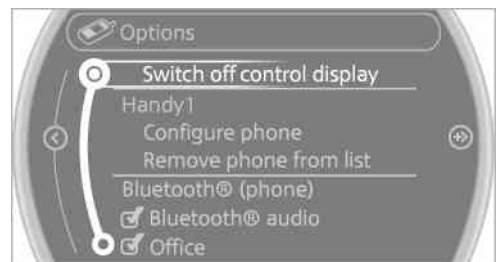 Options
Switch off control display
Handy1
Configure phone
Remove phone from list
Bluetooth® (phone)
Bluetooth® audio
Office